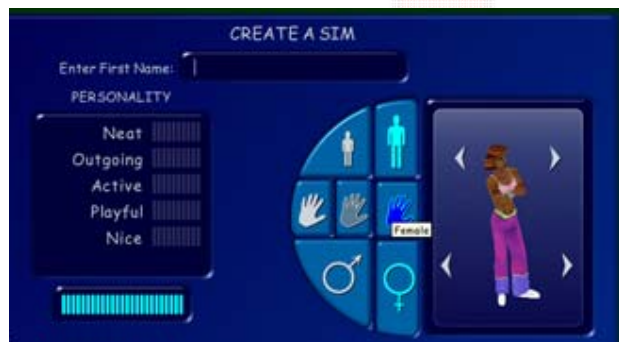 CREATE A SIM
Enter First Name:
PERSONALITY
Neat
Outgoing
Active
Playful
Nice
Female